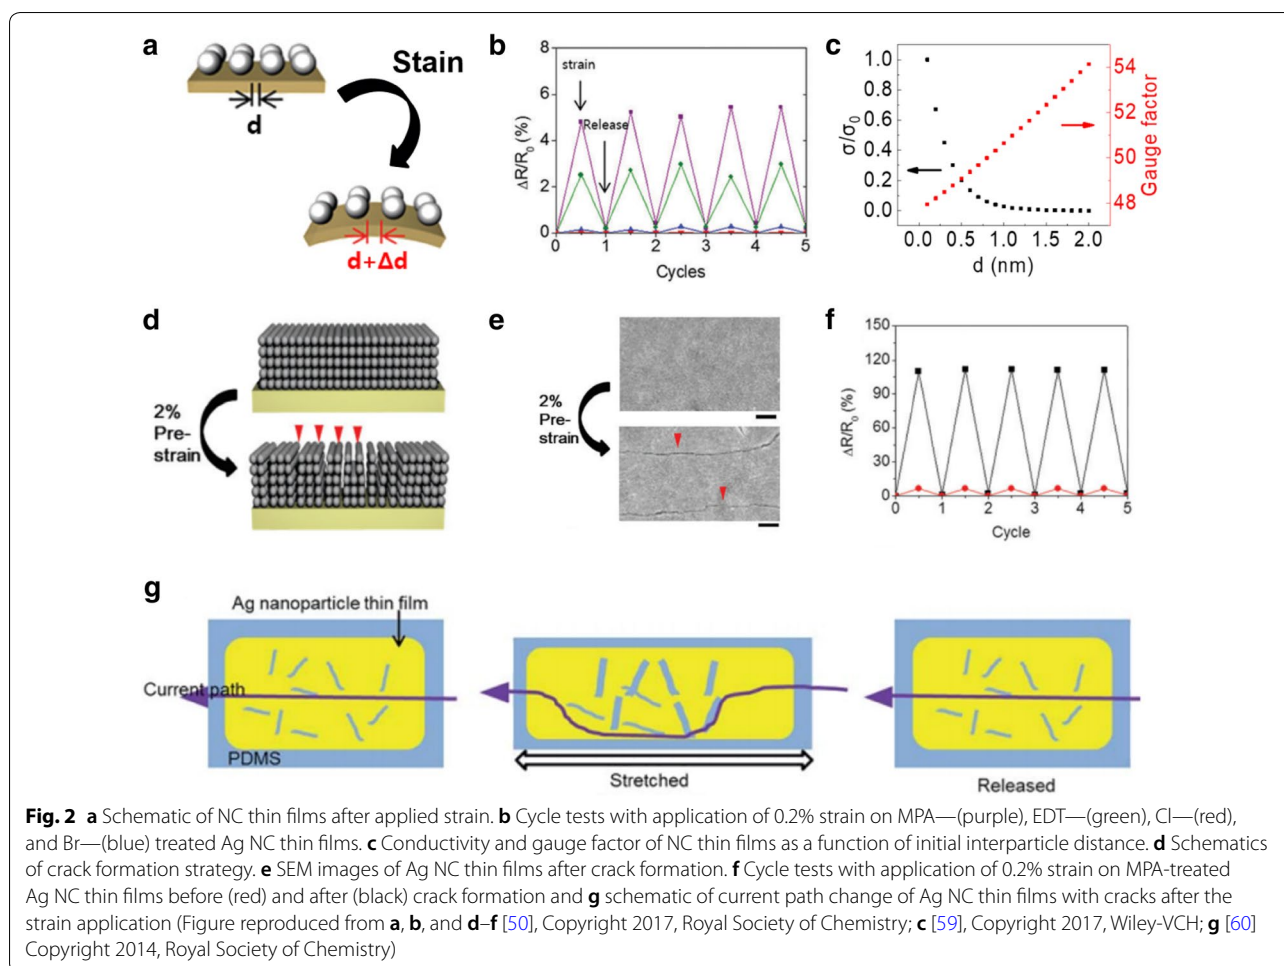 a
Stain
d
d+Δd
b
8
6
4
2
0
ΔR/R0 (%)
strain
Release
0 1 2 3 4 5
Cycles
c
1.0
0.8
0.6
0.4
0.2
0.0
σ/σ0
54
52
50
48
Gauge factor
0.0 0.5 1.0 1.5 2.0
d (nm)
d
2%
Pre-
strain
e
2%
Pre-
strain
f
150
120
90
60
30
0
ΔR/R0 (%)
0 1 2 3 4 5
Cycle
g
Ag nanoparticle thin film
Current path
PDMS
Stretched
Released
Fig. 2 a Schematic of NC thin films after applied strain. b Cycle tests with application of 0.2% strain on MPA—(purple), EDT—(green), Cl—(red),
and Br—(blue) treated Ag NC thin films. c Conductivity and gauge factor of NC thin films as a function of initial interparticle distance. d Schematics
of crack formation strategy. e SEM images of Ag NC thin films after crack formation. f Cycle tests with application of 0.2% strain on MPA-treated
Ag NC thin films before (red) and after (black) crack formation and g schematic of current path change of Ag NC thin films with cracks after the
strain application (Figure reproduced from a, b, and d–f [50], Copyright 2017, Royal Society of Chemistry; c [59], Copyright 2017, Wiley-VCH; g [60]
Copyright 2014, Royal Society of Chemistry)